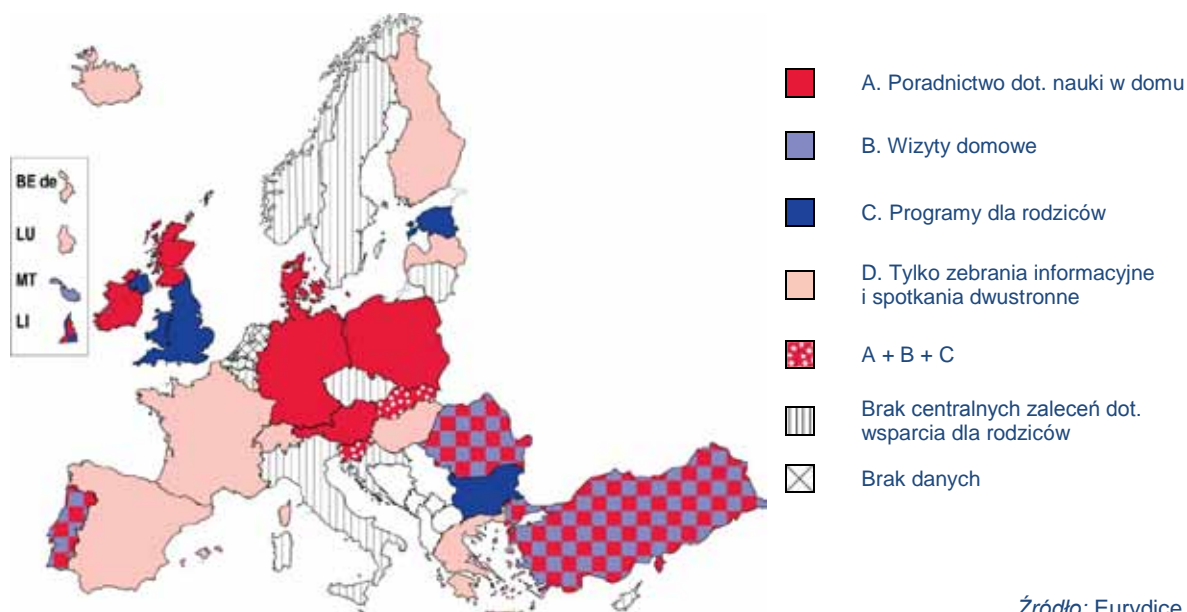 BE de
LU
MT
LI
A. Poradnictwo dot. nauki w domu
B. Wizyty domowe
C. Programy dla rodziców
D. Tylko zebrania informacyjne
i spotkania dwustronne
A + B + C
Brak centralnych zaleceń dot.
wsparcia dla rodziców
Brak danych
Źródło: Eurydice